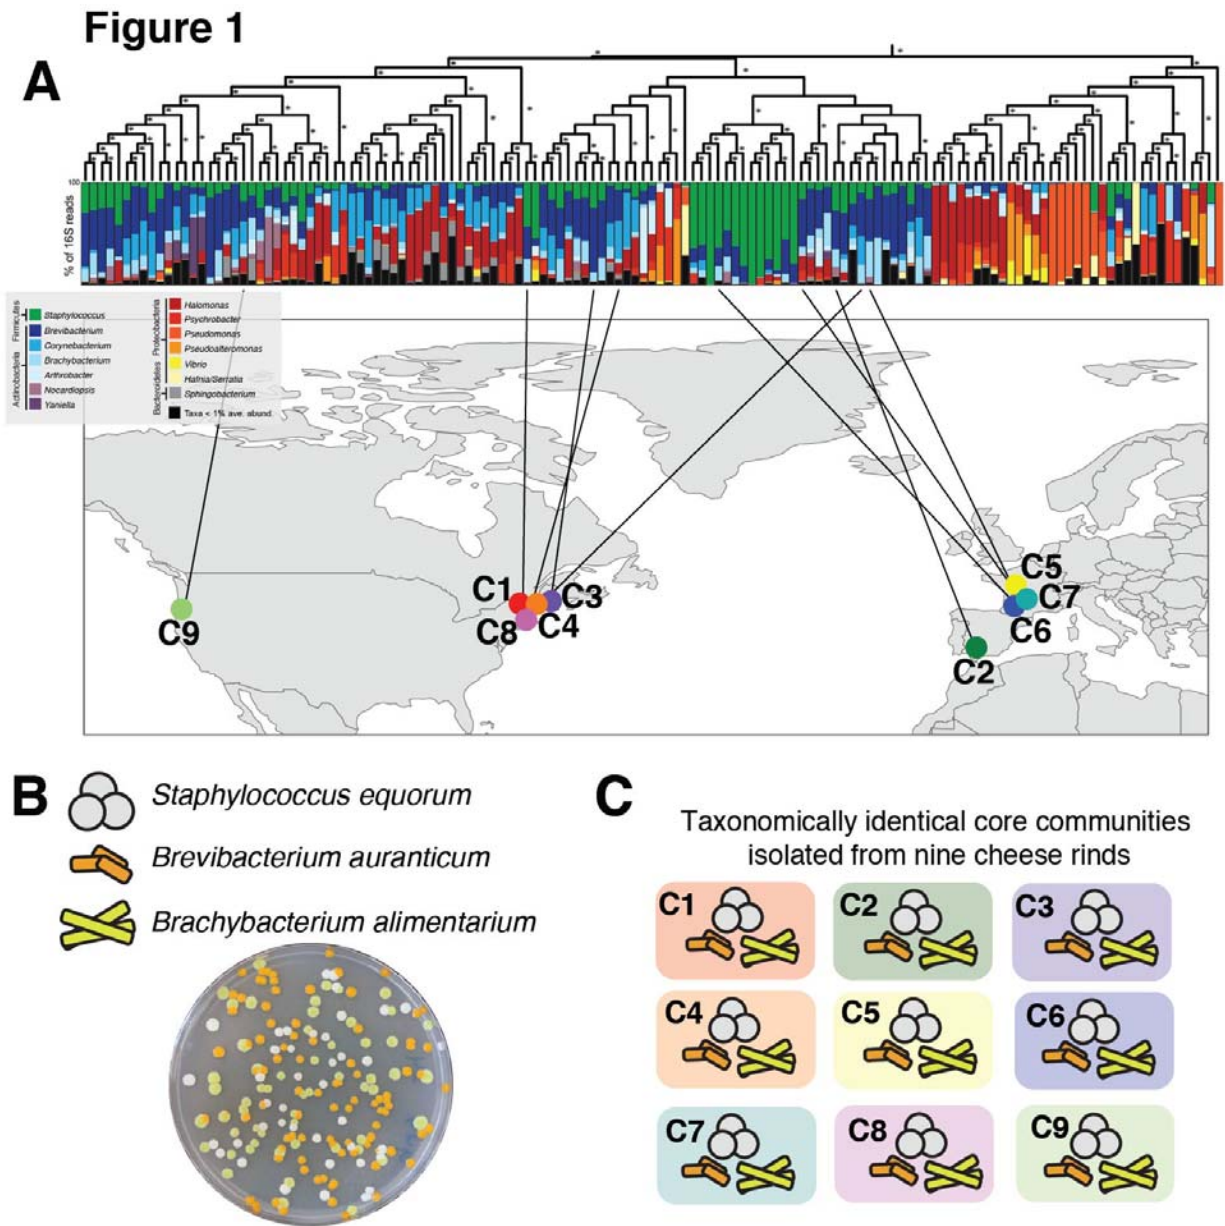 Figure 1
A
100
% of 16S reads
Firmicutes
Actinobacteria
Staphylococcus
Brevibacterium
Corynebacterium
Brachybacterium
Arthrobacter
Nocardiopsis
Yaniella
Proteobacteria
Bacteroidetes
Halomonas
Psychrobacter
Pseudomonas
Pseudoalteromonas
Vibrio
Hafnia/Serratia
Sphingobacterium
Taxa < 1% ave. abund.
C9
C1
C8
C4
C3
C5
C7
C6
C2
B
Staphylococcus equorum
Brevibacterium auranticum
Brachybacterium alimentarium
C
Taxonomically identical core communities
isolated from nine cheese rinds
C1
C2
C3
C4
C5
C6
C7
C8
C9